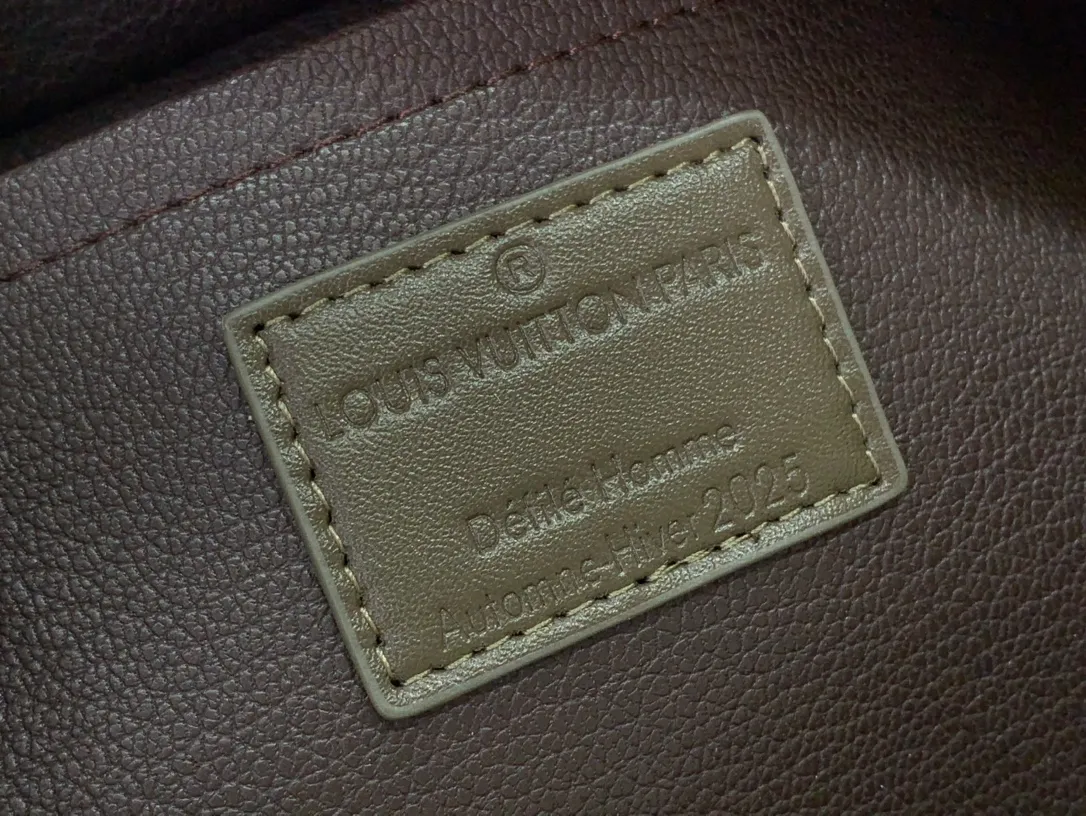 ®
LOUIS VUITTON PARIS
Défilé Homme
Automne-Hiver 2025